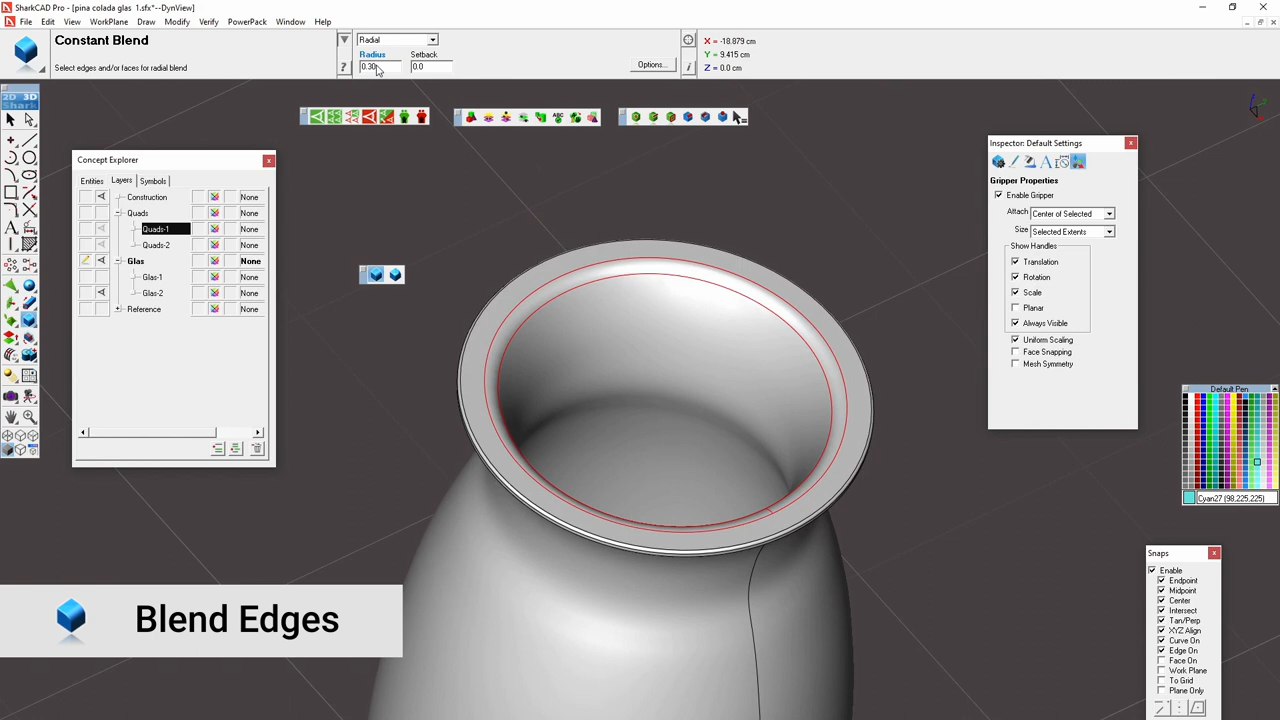 SharkCAD Pro - [pina colada glas 1.sfx*--DynView]
File Edit View WorkPlane Draw Modify Verify PowerPack Window Help
Constant Blend
Select edges and/or faces for radial blend
Radial
Radius Setback
0.30 0.0
Options...
X = -18.879 cm
Y = 9.415 cm
Z = 0.0 cm
2D 3D
Shark
Concept Explorer
Entities Layers Symbols
Construction None
Quads None
Quads-1 None
Quads-2 None
Glas None
Glas-1 None
Glas-2 None
Reference None
Inspector: Default Settings
Gripper Properties
Enable Gripper
Attach Center of Selected
Size Selected Extents
Show Handles
Translation
Rotation
Scale
Planar
Always Visible
Uniform Scaling
Face Snapping
Mesh Symmetry
Default Pen
Cyan27 (98,225,225)
Snaps
Enable
Endpoint
Midpoint
Center
Intersect
Tan/Perp
XYZ Align
Curve On
Edge On
Face On
Work Plane
To Grid
Plane Only
Blend Edges